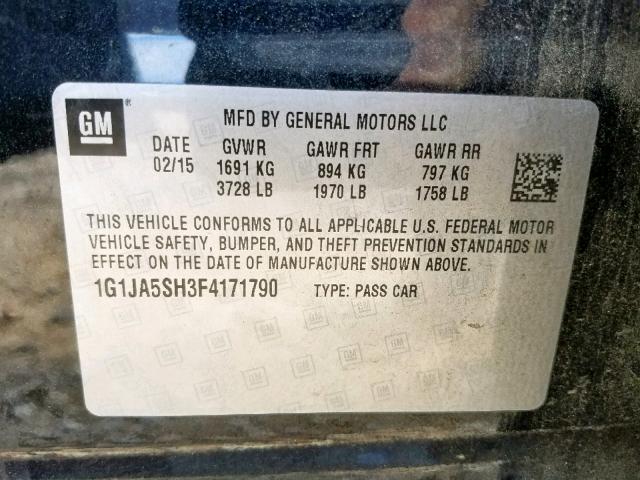 GM ® MFD BY GENERAL MOTORS LLC
DATE GVWR GAWR FRT GAWR RR
02/15 1691 KG 894 KG 797 KG
3728 LB 1970 LB 1758 LB
THIS VEHICLE CONFORMS TO ALL APPLICABLE U.S. FEDERAL MOTOR
VEHICLE SAFETY, BUMPER, AND THEFT PREVENTION STANDARDS IN
EFFECT ON THE DATE OF MANUFACTURE SHOWN ABOVE.
1G1JA5SH3F4171790 TYPE: PASS CAR